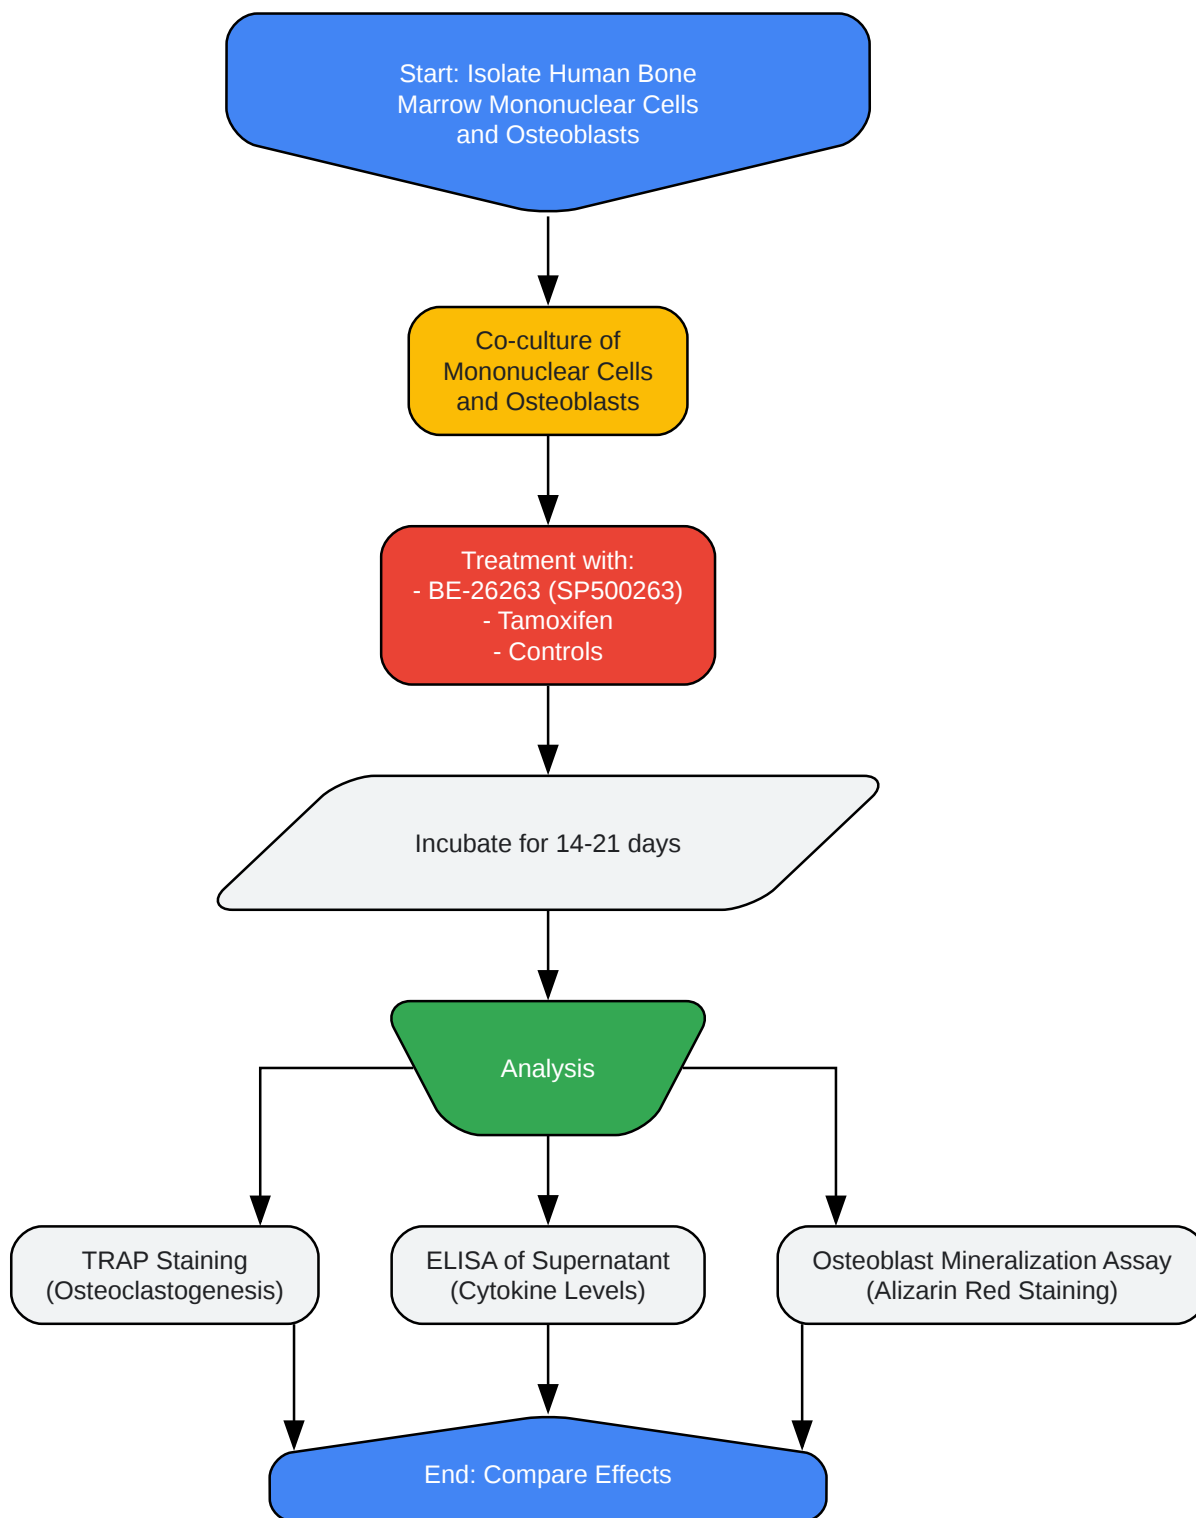 Start: Isolate Human Bone
Marrow Mononuclear Cells
and Osteoblasts
Co-culture of
Mononuclear Cells
and Osteoblasts
Treatment with:
- BE-26263 (SP500263)
- Tamoxifen
- Controls
Incubate for 14-21 days
Analysis
TRAP Staining
(Osteoclastogenesis)
ELISA of Supernatant
(Cytokine Levels)
Osteoblast Mineralization Assay
(Alizarin Red Staining)
End: Compare Effects